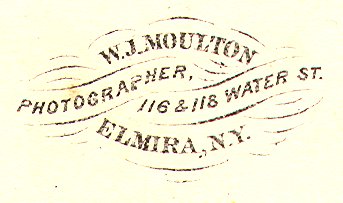 W.J. MOULTON
PHOTOGRAPHER,
116 & 118 WATER ST.
ELMIRA, N.Y.